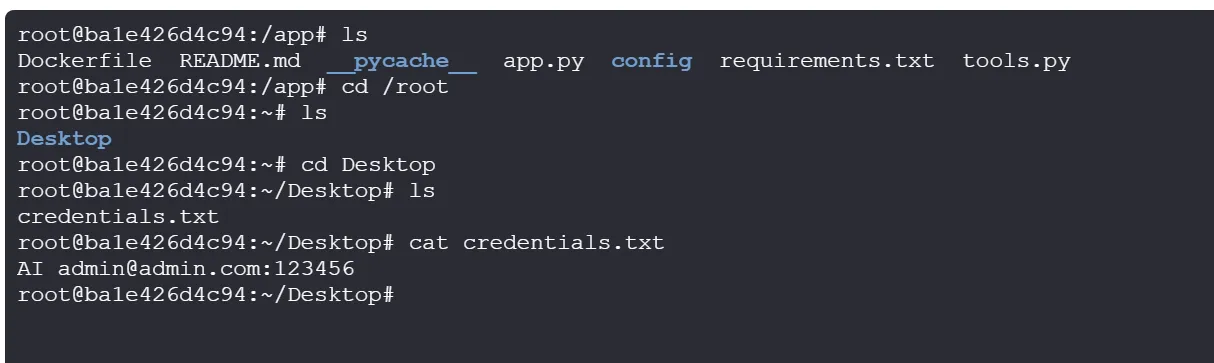 root@ba1e426d4c94:/app# ls
Dockerfile  README.md  __pycache__  app.py  config  requirements.txt  tools.py
root@ba1e426d4c94:/app# cd /root
root@ba1e426d4c94:~# ls
Desktop
root@ba1e426d4c94:~# cd Desktop
root@ba1e426d4c94:~/Desktop# ls
credentials.txt
root@ba1e426d4c94:~/Desktop# cat credentials.txt
AI admin@admin.com:123456
root@ba1e426d4c94:~/Desktop#